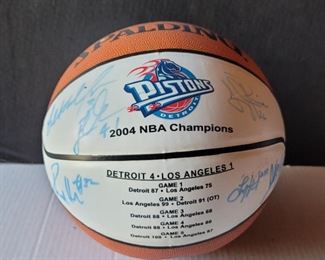 SPALDING
PISTONS
DETROIT
2004 NBA Champions
DETROIT 4 · LOS ANGELES 1
GAME 1
Detroit 87 · Los Angeles 75
GAME 2
Los Angeles 99 · Detroit 91 (OT)
GAME 3
Detroit 88 · Los Angeles 68
GAME 4
Detroit 88 · Los Angeles 80
GAME 5
Detroit 100 · Los Angeles 87